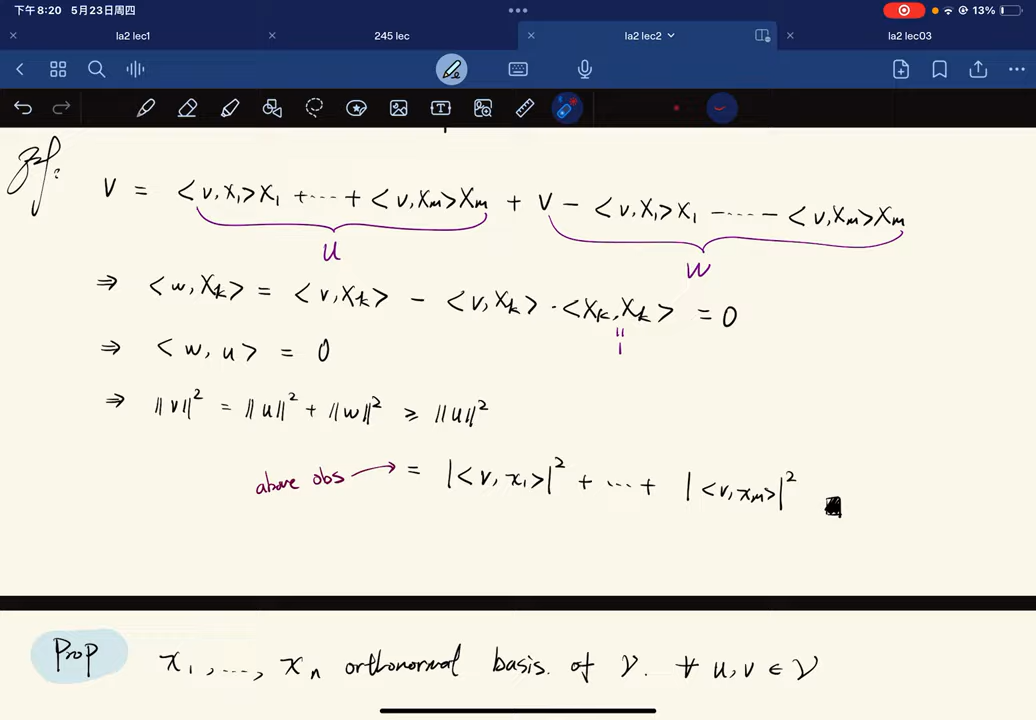 下午8:20 5月23日周四
13%
la2 lec1
245 lec
la2 lec2
la2 lec03
pf:
V = <v,x₁>x₁ + ---- + <v,xₘ>xₘ + V - <v,x₁>x₁ ----- - <v,xₘ>xₘ
u
w
⇒ <w,xₖ> = <v,xₖ> - <v,xₖ> · <xₖ,xₖ> = 0
"
1
⇒ <w,u> = 0
⇒ ||v||² = ||u||² + ||w||² ≥ ||u||²
above obs → = |<v,x₁>|² + ... + |<v,xₘ>|² ■
Prop x₁,...,xₙ orthonormal basis. of V. ∀ u,v ∈ V